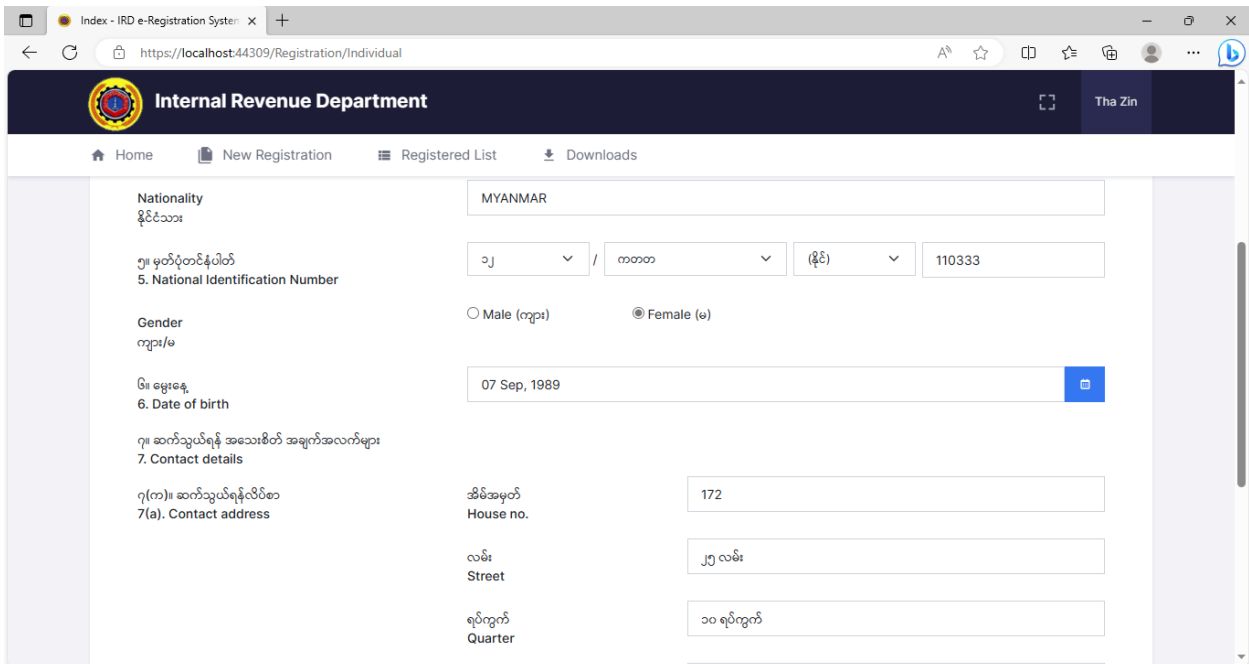 Index - IRD e-Registration System
https://localhost:44309/Registration/Individual
Internal Revenue Department
Tha Zin
Home New Registration Registered List Downloads
Nationality MYANMAR
နိုင်ငံသား
၅။ မှတ်ပုံတင်နံပါတ် ၁၂ / ကတတ (နိုင်) 110333
5. National Identification Number
Gender Male (ကျား) Female (မ)
ကျား/မ
၆။ မွေးနေ့ 07 Sep, 1989
6. Date of birth
၇။ ဆက်သွယ်ရန် အသေးစိတ် အချက်အလက်များ
7. Contact details
၇(က)။ ဆက်သွယ်ရန်လိပ်စာ အိမ်အမှတ် 172
7(a). Contact address House no.
လမ်း ၂၅ လမ်း
Street
ရပ်ကွက် ၁၀ ရပ်ကွက်
Quarter